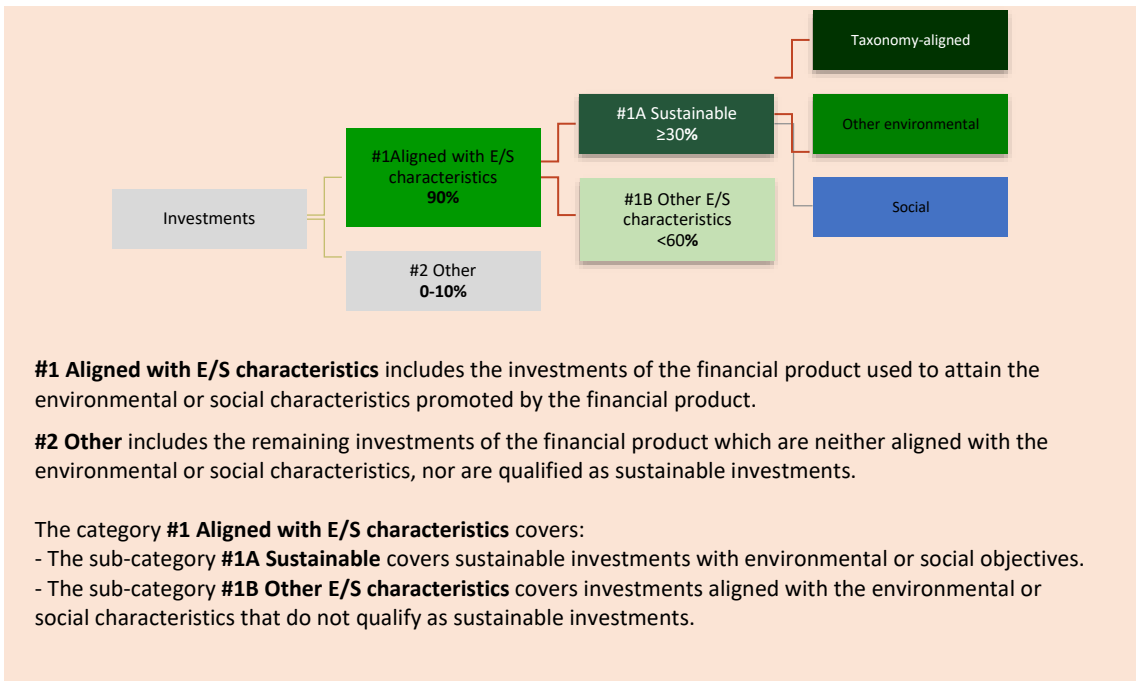 Taxonomy-aligned
#1A Sustainable
≥30%
Other environmental
#1Aligned with E/S
characteristics
90%
#1B Other E/S
characteristics
<60%
Social
Investments
#2 Other
0-10%
#1 Aligned with E/S characteristics includes the investments of the financial product used to attain the
environmental or social characteristics promoted by the financial product.
#2 Other includes the remaining investments of the financial product which are neither aligned with the
environmental or social characteristics, nor are qualified as sustainable investments.
The category #1 Aligned with E/S characteristics covers:
- The sub-category #1A Sustainable covers sustainable investments with environmental or social objectives.
- The sub-category #1B Other E/S characteristics covers investments aligned with the environmental or
social characteristics that do not qualify as sustainable investments.